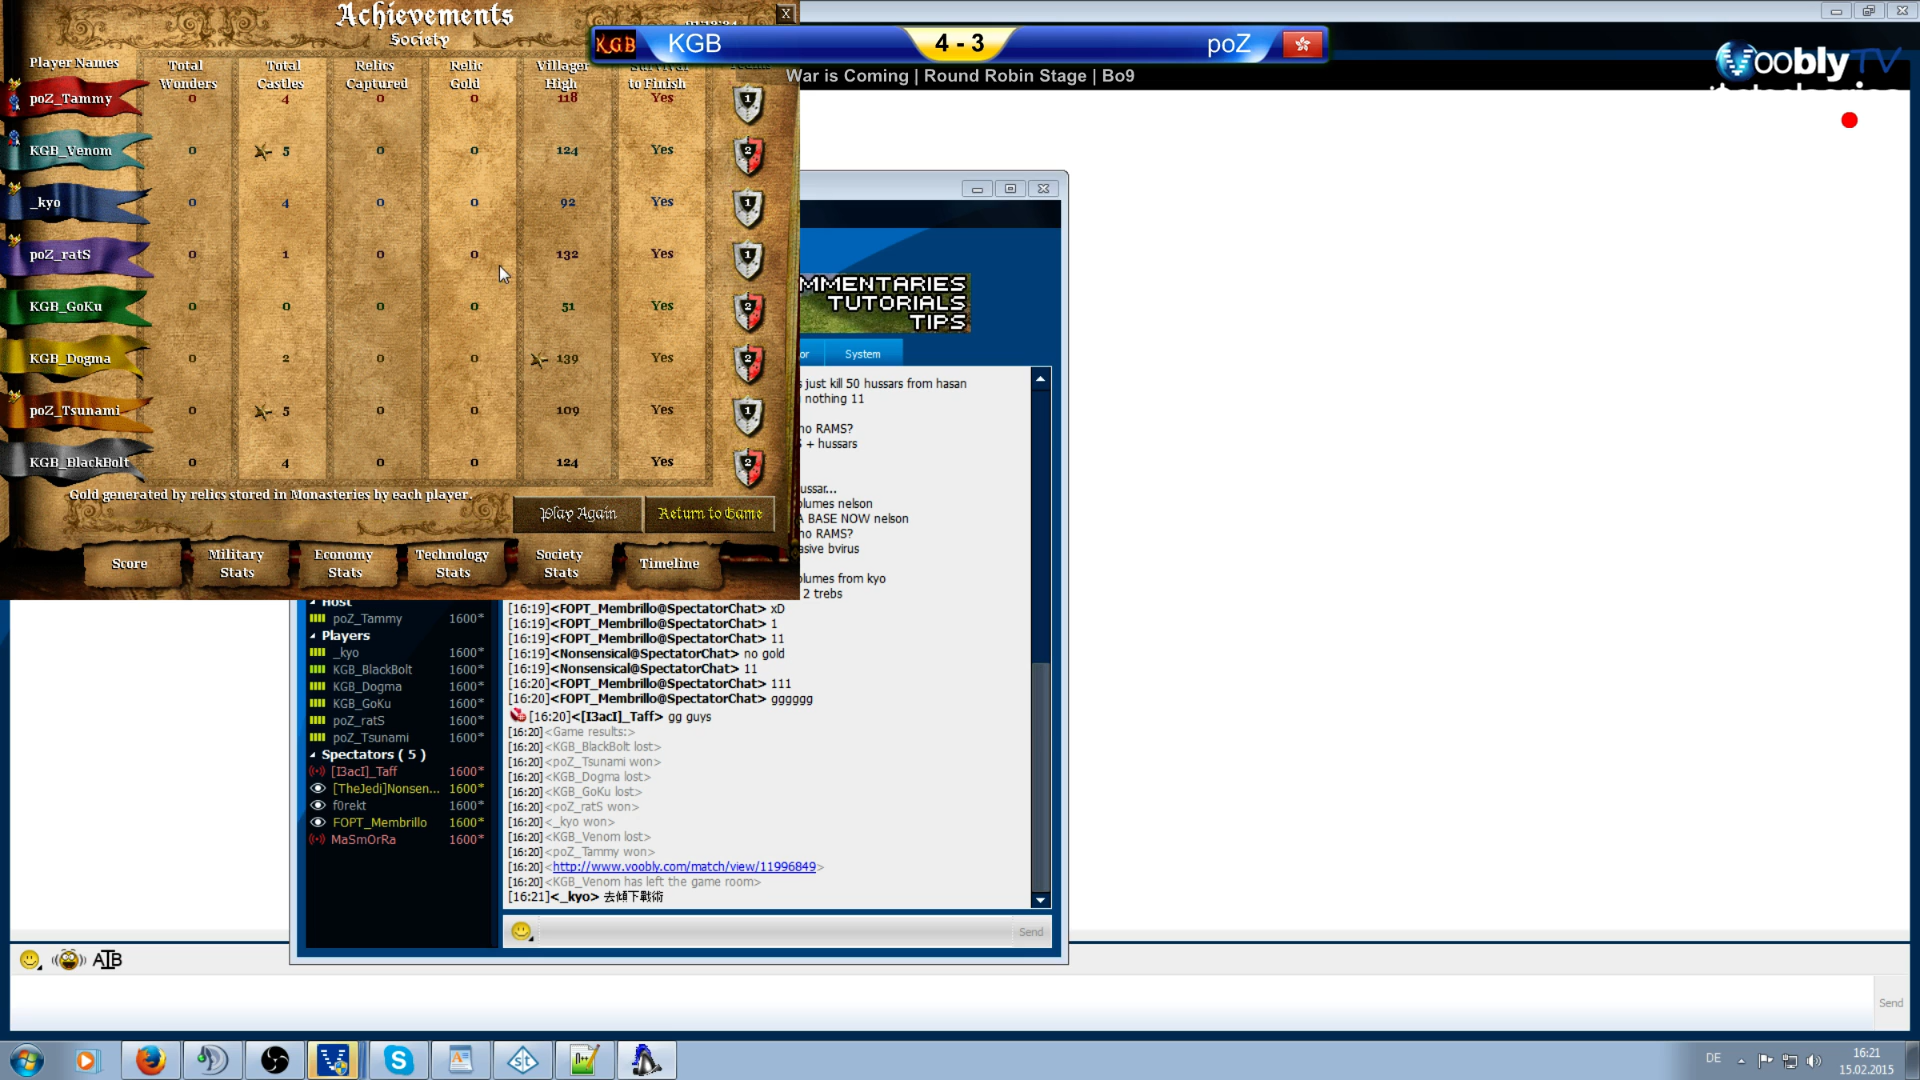 Achievements
Society
X
Player Names
Total Wonders
Total Castles
Relics Captured
Relic Gold
Villager High
Survival to Finish
poZ_Tammy 0 4 0 0 118 Yes 1
KGB_Venom 0 5 0 0 124 Yes 2
_kyo 0 4 0 0 92 Yes 1
poZ_ratS 0 1 0 0 132 Yes 1
KGB_GoKu 0 0 0 0 51 Yes 2
KGB_Dogma 0 2 0 0 139 Yes 2
poZ_Tsunami 0 5 0 0 109 Yes 1
KGB_BlackBolt 0 4 0 0 124 Yes 2
Gold generated by relics stored in Monasteries by each player.
Play Again
Return to Game
Score
Military Stats
Economy Stats
Technology Stats
Society Stats
Timeline
KGB KGB 4 - 3 poZ
War is Coming | Round Robin Stage | Bo9
Voobly TV
MMENTARIES
TUTORIALS
TIPS
or
System
just kill 50 hussars from hasan
nothing 11
no RAMS?
+ hussars
ussar...
olumes nelson
A BASE NOW nelson
no RAMS?
asive bvirus
olumes from kyo
2 trebs
[16:19]<FOPT_Membrillo@SpectatorChat> xD
[16:19]<FOPT_Membrillo@SpectatorChat> 1
[16:19]<FOPT_Membrillo@SpectatorChat> 11
[16:19]<Nonsensical@SpectatorChat> no gold
[16:19]<Nonsensical@SpectatorChat> 11
[16:20]<FOPT_Membrillo@SpectatorChat> 111
[16:20]<FOPT_Membrillo@SpectatorChat> gggggg
[16:20]<[I3acI]_Taff> gg guys
[16:20]<Game results:>
[16:20]<KGB_BlackBolt lost>
[16:20]<poZ_Tsunami won>
[16:20]<KGB_Dogma lost>
[16:20]<KGB_GoKu lost>
[16:20]<poZ_ratS won>
[16:20]<_kyo won>
[16:20]<KGB_Venom lost>
[16:20]<poZ_Tammy won>
[16:20]<http://www.voobly.com/match/view/11996849>
[16:20]<KGB_Venom has left the game room>
[16:21]<_kyo> 去傾下戰術
Host
poZ_Tammy 1600*
Players
_kyo 1600*
KGB_BlackBolt 1600*
KGB_Dogma 1600*
KGB_GoKu 1600*
poZ_ratS 1600*
poZ_Tsunami 1600*
Spectators ( 5 )
[I3acI]_Taff 1600*
[TheJedi]Nonsen... 1600*
f0rekt 1600*
FOPT_Membrillo 1600*
MaSmOrRa 1600*
Send
Send
DE
16:21
15.02.2015